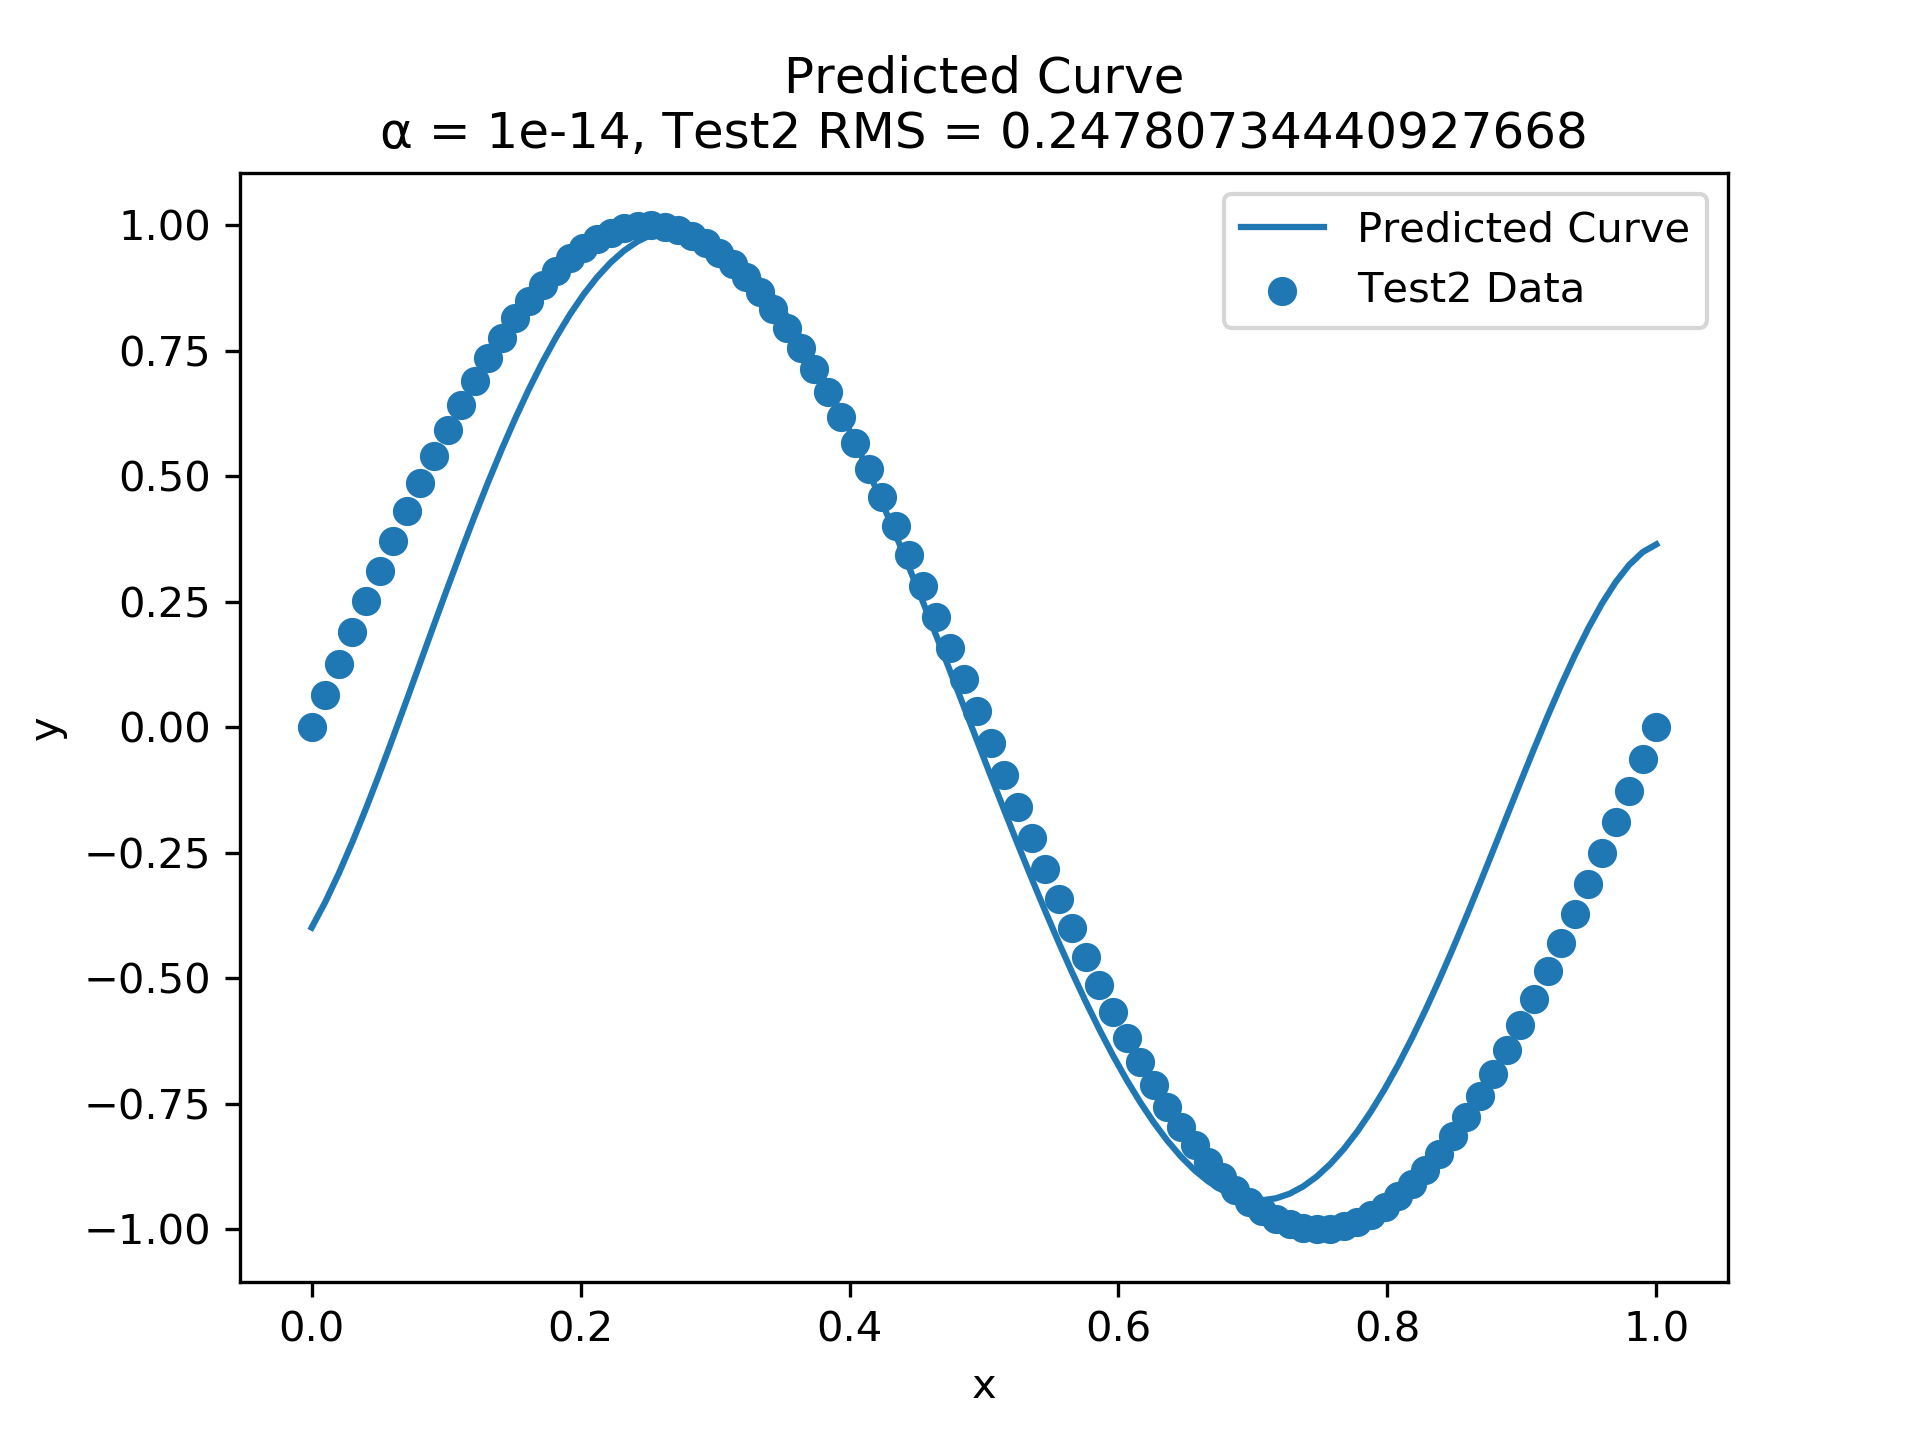 Predicted Curve
α = 1e-14, Test2 RMS = 0.24780734440927668
Predicted Curve
Test2 Data
1.00
0.75
0.50
0.25
0.00
−0.25
−0.50
−0.75
−1.00
y
0.0 0.2 0.4 0.6 0.8 1.0
x